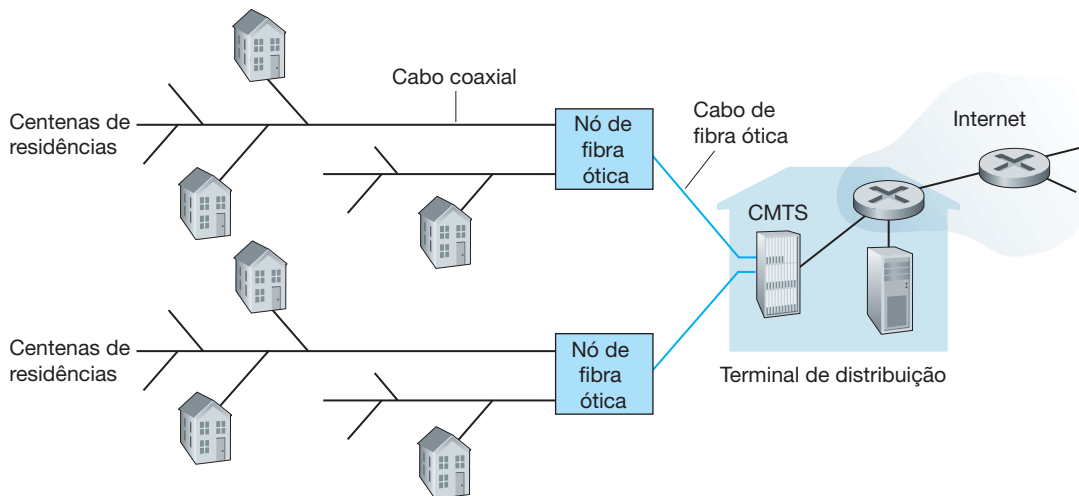 Cabo coaxial
Centenas de
residências
Nó de
fibra
ótica
Cabo de
fibra ótica
Internet
CMTS
Centenas de
residências
Nó de
fibra
ótica
Terminal de distribuição